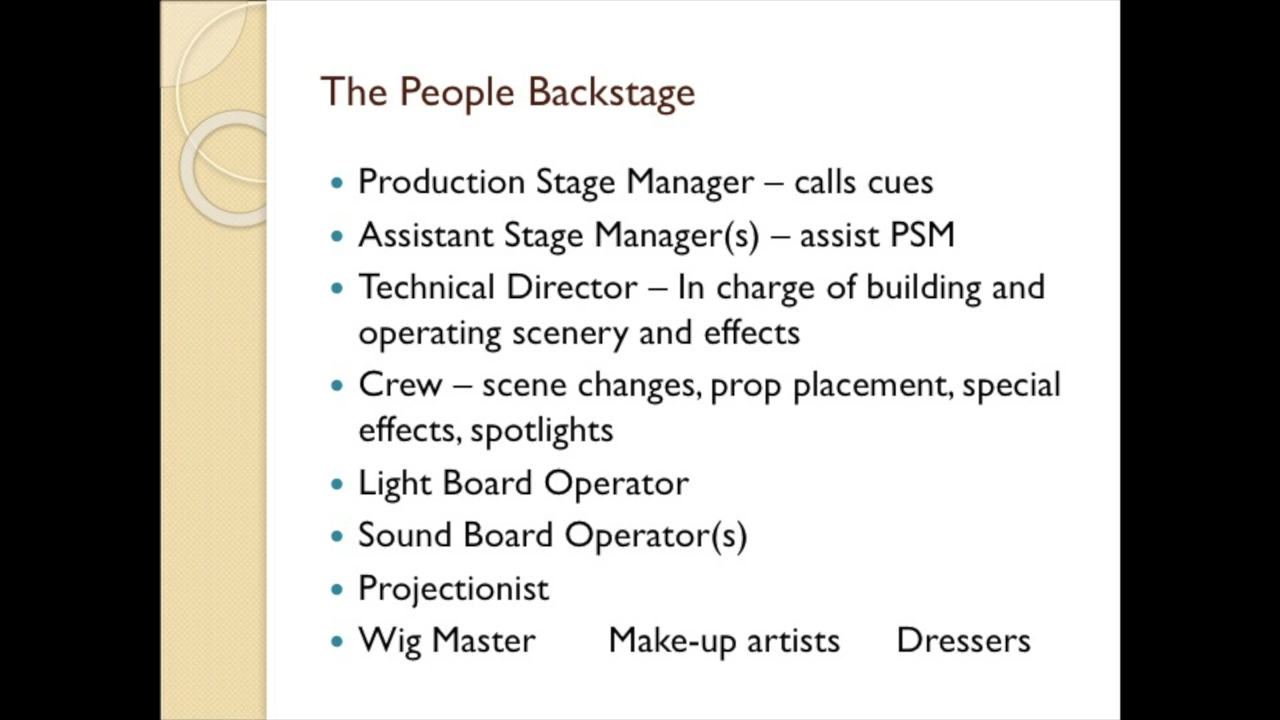 The People Backstage
• Production Stage Manager – calls cues
• Assistant Stage Manager(s) – assist PSM
• Technical Director – In charge of building and
operating scenery and effects
• Crew – scene changes, prop placement, special
effects, spotlights
• Light Board Operator
• Sound Board Operator(s)
• Projectionist
• Wig Master Make-up artists Dressers